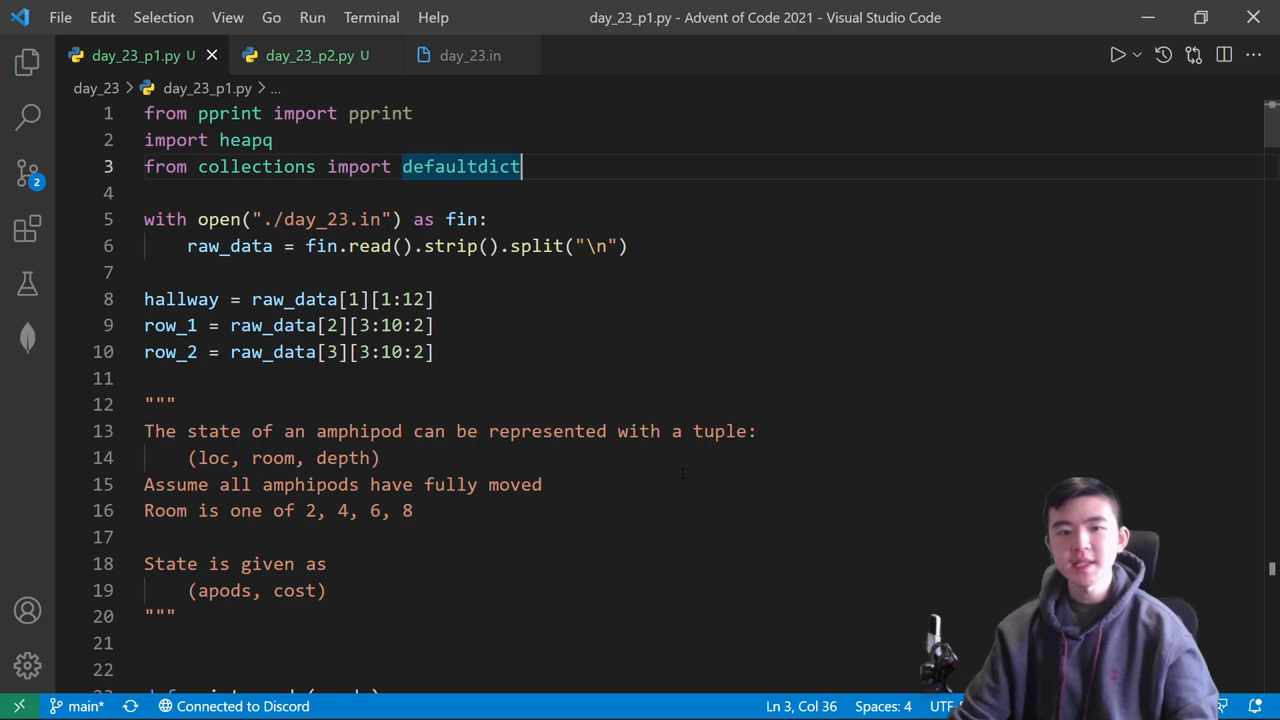 File Edit Selection View Go Run Terminal Help
day_23_p1.py - Advent of Code 2021 - Visual Studio Code
day_23_p1.py U
day_23_p2.py U
day_23.in
day_23 > day_23_p1.py > ...
1 from pprint import pprint
2 import heapq
3 from collections import defaultdict
4
5 with open("./day_23.in") as fin:
6 raw_data = fin.read().strip().split("\n")
7
8 hallway = raw_data[1][1:12]
9 row_1 = raw_data[2][3:10:2]
10 row_2 = raw_data[3][3:10:2]
11
12 """
13 The state of an amphipod can be represented with a tuple:
14 (loc, room, depth)
15 Assume all amphipods have fully moved
16 Room is one of 2, 4, 6, 8
17
18 State is given as
19 (apods, cost)
20 """
21
22
2
main* Connected to Discord
Ln 3, Col 36 Spaces: 4